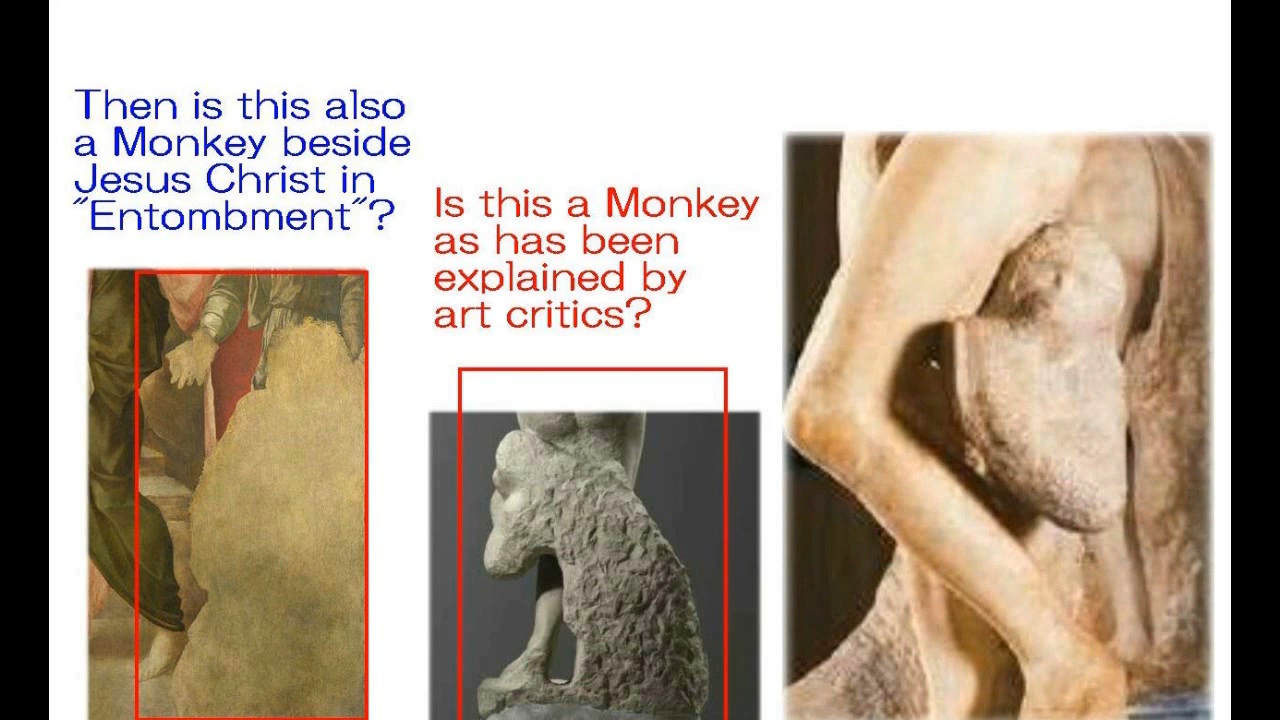 Then is this also
a Monkey beside
Jesus Christ in
"Entombment"?
Is this a Monkey
as has been
explained by
art critics?